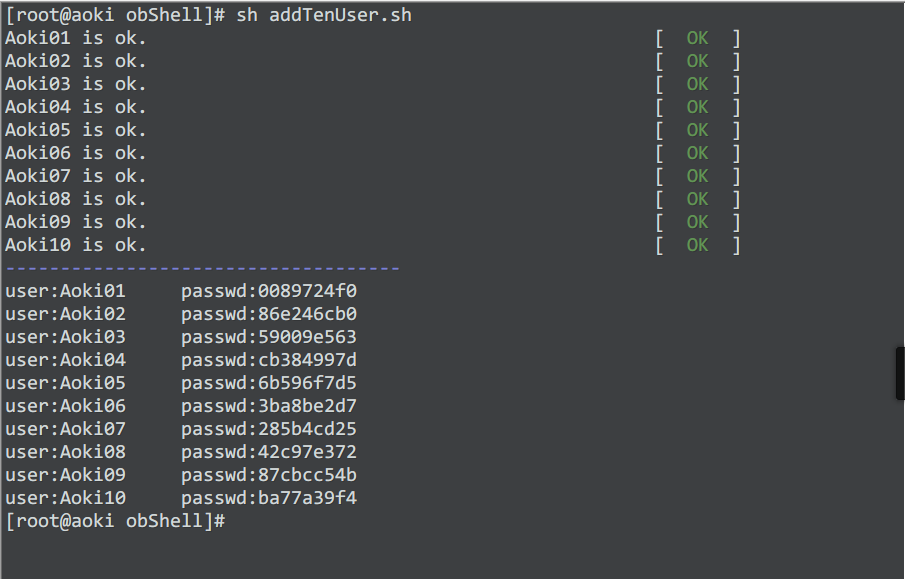 [root@aoki obShell]# sh addTenUser.sh
Aoki01 is ok. [ OK ]
Aoki02 is ok. [ OK ]
Aoki03 is ok. [ OK ]
Aoki04 is ok. [ OK ]
Aoki05 is ok. [ OK ]
Aoki06 is ok. [ OK ]
Aoki07 is ok. [ OK ]
Aoki08 is ok. [ OK ]
Aoki09 is ok. [ OK ]
Aoki10 is ok. [ OK ]
------------------------------------
user:Aoki01 passwd:0089724f0
user:Aoki02 passwd:86e246cb0
user:Aoki03 passwd:59009e563
user:Aoki04 passwd:cb384997d
user:Aoki05 passwd:6b596f7d5
user:Aoki06 passwd:3ba8be2d7
user:Aoki07 passwd:285b4cd25
user:Aoki08 passwd:42c97e372
user:Aoki09 passwd:87cbcc54b
user:Aoki10 passwd:ba77a39f4
[root@aoki obShell]#